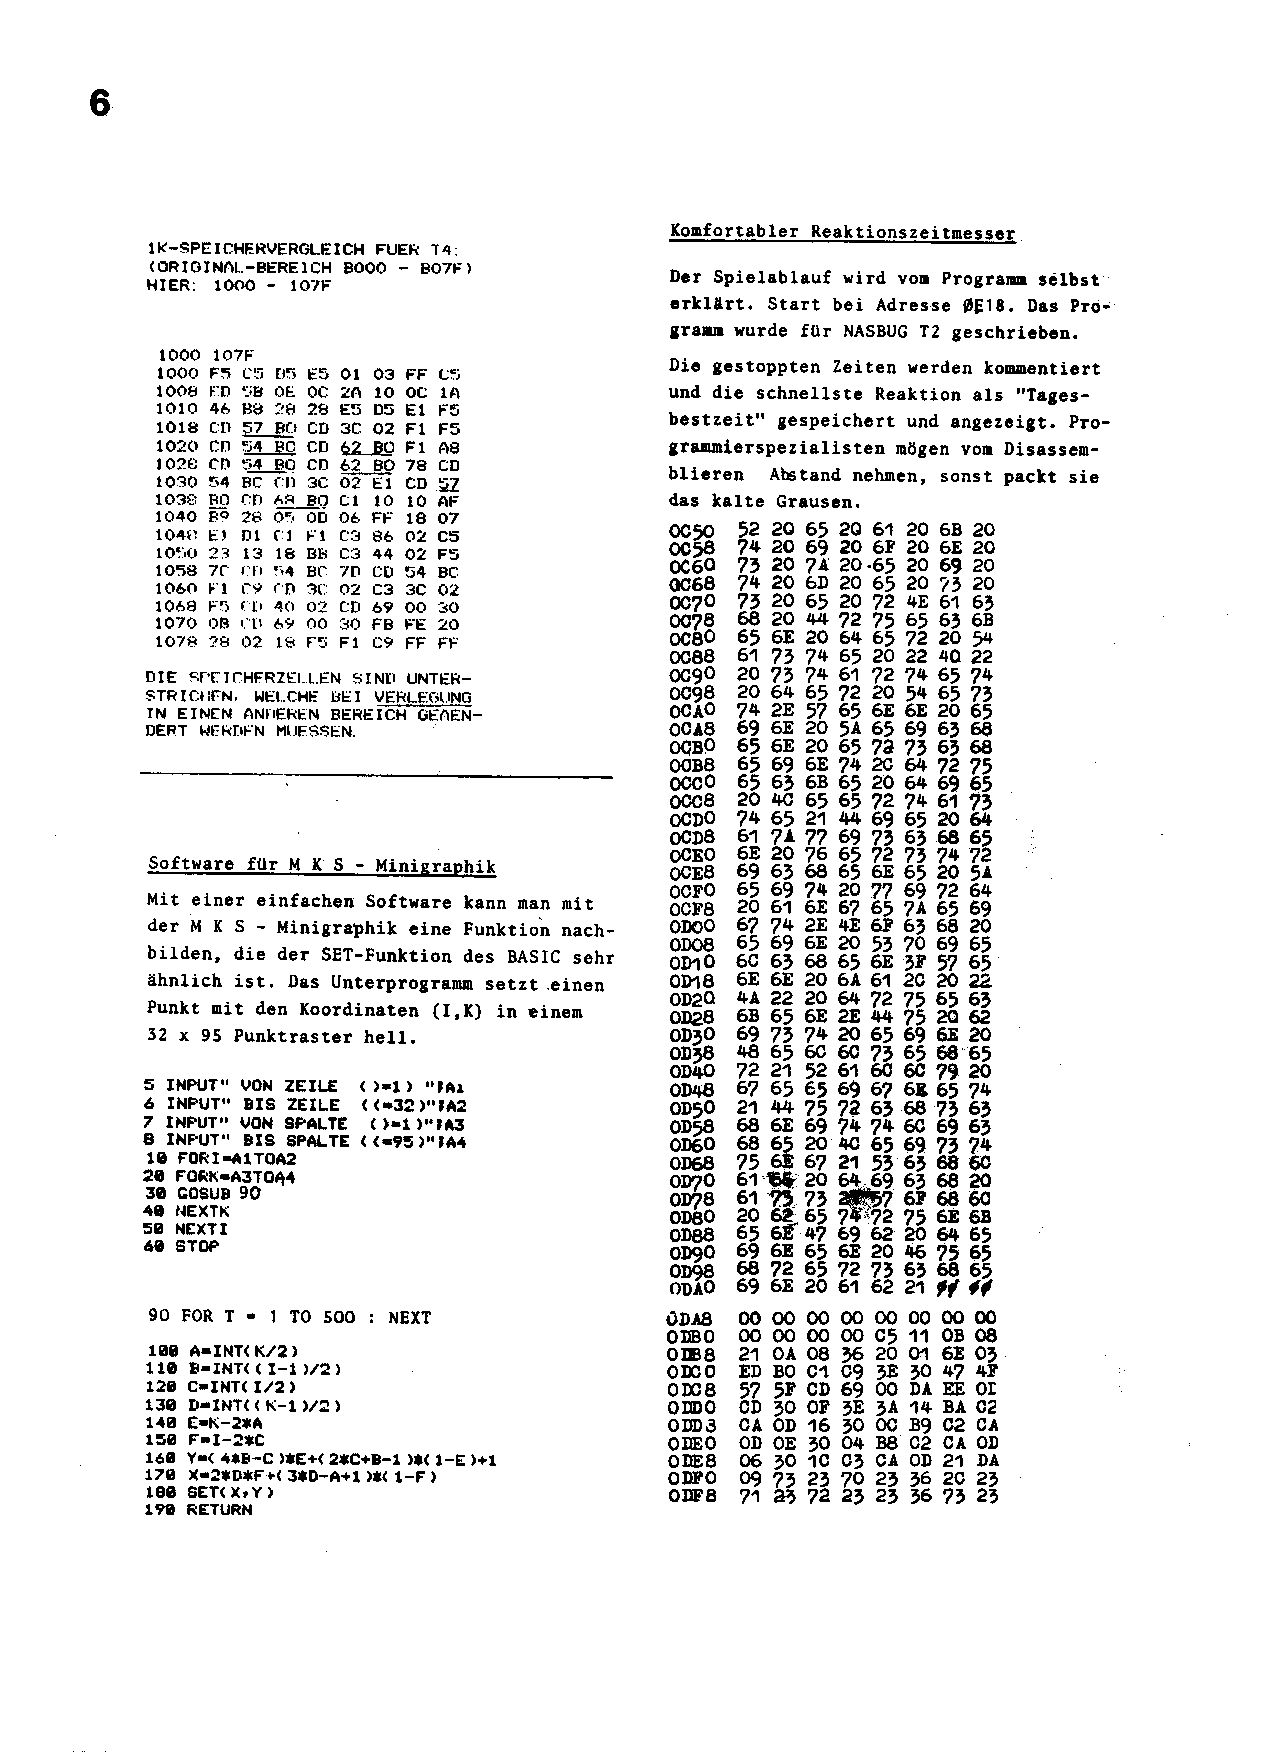 6
1K-SPEICHERVERGLEICH FUER T4:
(ORIGINAL-BEREICH B000 - B07F)
HIER: 1000 - 107F
1000 107F
1000 F5 C5 D5 E5 01 03 FF C5
1008 ED 5B 0E 0C 2A 10 0C 1A
1010 46 B8 28 28 E5 D5 E1 F5
1018 CD 57 B0 CD 3C 02 F1 F5
1020 CD 54 B0 CD 62 B0 F1 A8
1028 CD 54 B0 CD 62 B0 78 CD
1030 54 BC CD 3C 02 E1 CD 57
1038 B0 CD 68 B0 C1 10 10 AF
1040 B9 28 05 0D 06 FF 18 07
1048 E1 D1 C1 F1 C3 86 02 C5
1050 23 13 18 BB C3 44 02 F5
1058 7C CD 54 BC 7D CD 54 BC
1060 F1 C9 CD 3C 02 C3 3C 02
1068 F5 CD 40 02 CD 69 00 30
1070 0B CD 69 00 30 FB FE 20
1078 28 02 18 F5 F1 C9 FF FF
DIE SPEICHERZELLEN SIND UNTER-
STRICHEN, WELCHE BEI VERLEGUNG
IN EINEN ANDEREN BEREICH GEAEN-
DERT WERDEN MUESSEN.
Software für M K S - Minigraphik
Mit einer einfachen Software kann man mit
der M K S - Minigraphik eine Funktion nach-
bilden, die der SET-Funktion des BASIC sehr
ähnlich ist. Das Unterprogramm setzt einen
Punkt mit den Koordinaten (I,K) in einem
32 x 95 Punktraster hell.
5 INPUT" VON ZEILE ()=1) ";A1
6 INPUT" BIS ZEILE ((=32)";A2
7 INPUT" VON SPALTE ()=1)";A3
8 INPUT" BIS SPALTE ((=95)";A4
10 FORI=A1TOA2
20 FORK=A3TOA4
30 GOSUB 90
40 NEXTK
50 NEXTI
60 STOP
90 FOR T = 1 TO 500 : NEXT
100 A=INT(K/2)
110 B=INT((I-1)/2)
120 C=INT(I/2)
130 D=INT((K-1)/2)
140 E=K-2*A
150 F=I-2*C
160 Y=(4*B-C)*E+(2*C+B-1)*(1-E)+1
170 X=2*D*F+(3*D-A+1)*(1-F)
180 SET(X,Y)
190 RETURN
Komfortabler Reaktionszeitmesser
Der Spielablauf wird vom Programm selbst
erklärt. Start bei Adresse ØE18. Das Pro-
gramm wurde für NASBUG T2 geschrieben.
Die gestoppten Zeiten werden kommentiert
und die schnellste Reaktion als "Tages-
bestzeit" gespeichert und angezeigt. Pro-
grammierspezialisten mögen vom Disassem-
blieren Abstand nehmen, sonst packt sie
das kalte Grausen.
0C50 52 20 65 20 61 20 6B 20
0C58 74 20 69 20 6F 20 6E 20
0C60 73 20 7A 20 65 20 69 20
0C68 74 20 6D 20 65 20 73 20
0C70 73 20 65 20 72 4E 61 63
0C78 68 20 44 72 75 65 63 6B
0C80 65 6E 20 64 65 72 20 54
0C88 61 73 74 65 20 22 40 22
0C90 20 73 74 61 72 74 65 74
0C98 20 64 65 72 20 54 65 73
0CA0 74 2E 57 65 6E 6E 20 65
0CA8 69 6E 20 5A 65 69 63 68
0CB0 65 6E 20 65 72 73 63 68
0CB8 65 69 6E 74 2C 64 72 75
0CC0 65 63 6B 65 20 64 69 65
0CC8 20 4C 65 65 72 74 61 73
0CD0 74 65 21 44 69 65 20 64
0CD8 61 7A 77 69 73 63 68 65
0CE0 6E 20 76 65 72 73 74 72
0CE8 69 63 68 65 6E 65 20 5A
0CF0 65 69 74 20 77 69 72 64
0CF8 20 61 6E 67 65 7A 65 69
0D00 67 74 2E 4E 6F 63 68 20
0D08 65 69 6E 20 53 70 69 65
0D10 6C 63 68 65 6E 3F 57 65
0D18 6E 6E 20 6A 61 2C 20 22
0D20 4A 22 20 64 72 75 65 63
0D28 6B 65 6E 2E 44 75 20 62
0D30 69 73 74 20 65 69 6E 20
0D38 48 65 6C 6C 73 65 68 65
0D40 72 21 52 61 6C 6C 79 20
0D48 67 65 65 69 67 6E 65 74
0D50 21 44 75 72 63 68 73 63
0D58 68 6E 69 74 74 6C 69 63
0D60 68 65 20 4C 65 69 73 74
0D68 75 6E 67 21 53 63 68 6C
0D70 61 20 64 69 63 68 20
0D78 61 73 73 57 6F 68 6C
0D80 20 62 65 74 72 75 6E 6B
0D88 65 6E 47 69 62 20 64 65
0D90 69 6E 65 6E 20 46 75 65
0D98 68 72 65 72 73 63 68 65
0DA0 69 6E 20 61 62 21 ## ##
0DA8 00 00 00 00 00 00 00 00
0DB0 00 00 00 00 C5 11 0B 08
0DB8 21 0A 08 36 20 01 6E 03
0DC0 ED B0 C1 C9 3E 30 47 4F
0DC8 57 5F CD 69 00 DA EE 0D
0DD0 CD 30 0F 3E 3A 14 BA C2
0DD8 CA 0D 16 30 0C B9 C2 CA
0DE0 0D 0E 30 04 B8 C2 CA 0D
0DE8 06 30 1C C3 CA 0D 21 DA
0DF0 09 73 23 70 23 36 2C 23
0DF8 71 23 72 23 23 36 73 23